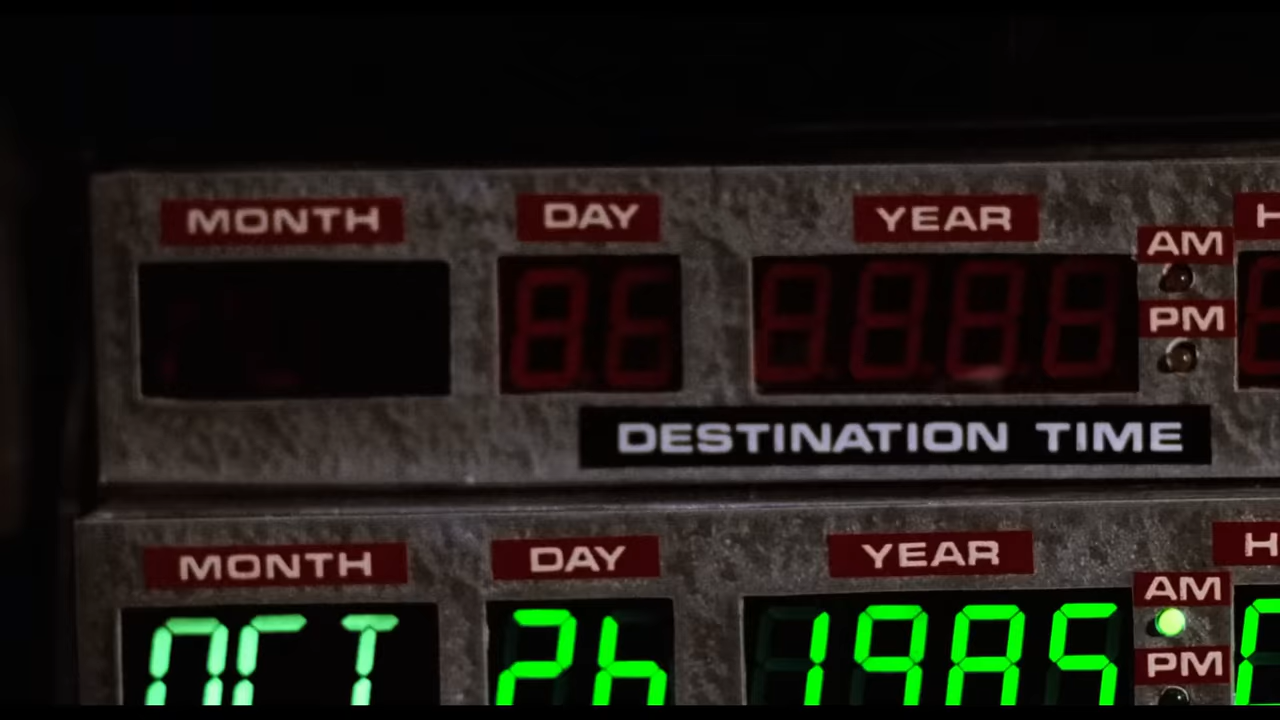 MONTH DAY YEAR
AM
PM
DESTINATION TIME
MONTH DAY YEAR
AM
OCT 26 1985
PM